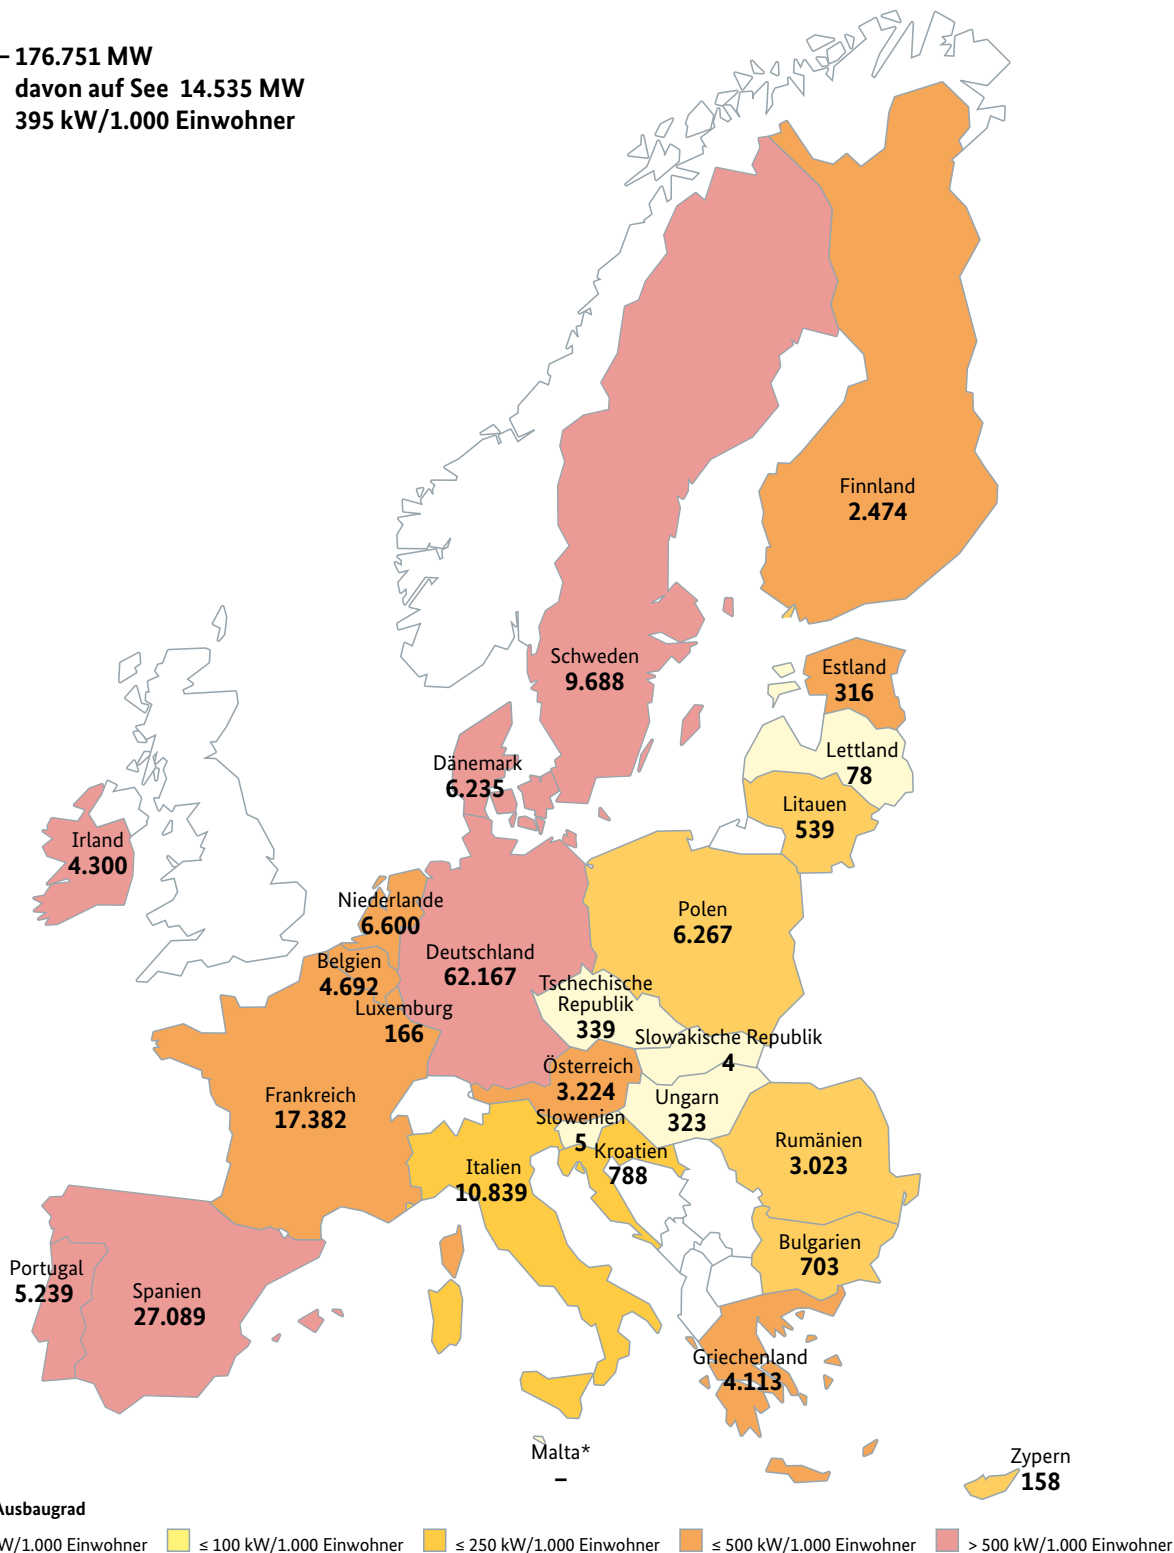 – 176.751 MW
davon auf See 14.535 MW
395 kW/1.000 Einwohner
Finnland
2.474
Schweden
9.688
Estland
316
Lettland
78
Dänemark
6.235
Litauen
539
Irland
4.300
Niederlande
6.600
Polen
6.267
Belgien
4.692
Deutschland
62.167
Tschechische
Republik
339
Luxemburg
166
Slowakische Republik
4
Österreich
3.224
Frankreich
17.382
Ungarn
323
Slowenien
5
Kroatien
788
Rumänien
3.023
Italien
10.839
Bulgarien
703
Portugal
5.239
Spanien
27.089
Griechenland
4.113
Malta*
–
Zypern
158
Ausbaugrad
W/1.000 Einwohner ≤ 100 kW/1.000 Einwohner ≤ 250 kW/1.000 Einwohner ≤ 500 kW/1.000 Einwohner > 500 kW/1.000 Einwohner